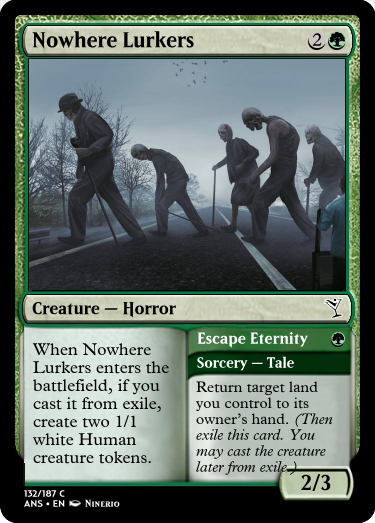 Nowhere Lurkers 2
Creature — Horror
When Nowhere
Lurkers enters the
battlefield, if you
cast it from exile,
create two 1/1
white Human
creature tokens.
Escape Eternity
Sorcery — Tale
Return target land
you control to its
owner's hand. (Then
exile this card. You
may cast the creature
later from exile.)
2/3
132/187 C
ANS • EN Ninerio